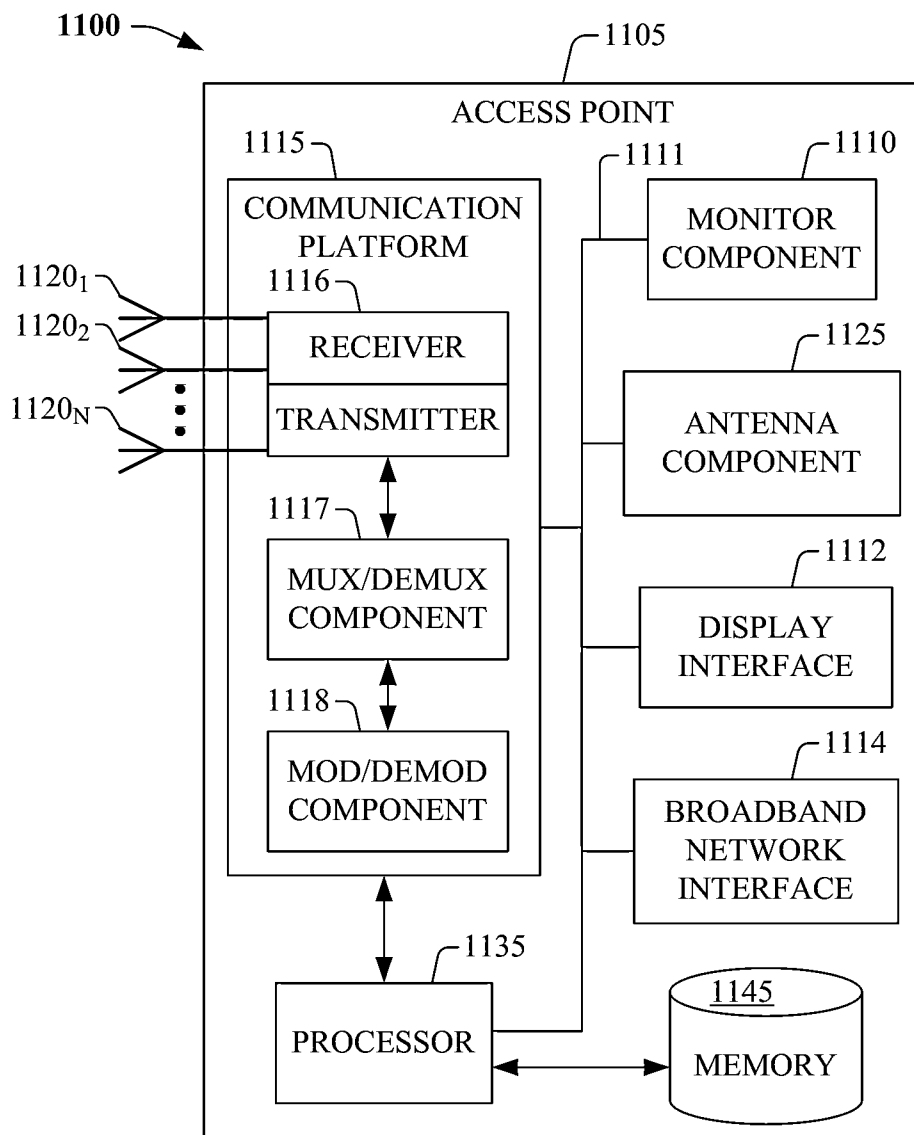 1100
1105
ACCESS POINT
1115
1111
1110
COMMUNICATION
PLATFORM
MONITOR
COMPONENT
1120₁
1116
1120₂
RECEIVER
1125
1120N
TRANSMITTER
ANTENNA
COMPONENT
1117
MUX/DEMUX
COMPONENT
1112
DISPLAY
INTERFACE
1118
MOD/DEMOD
COMPONENT
1114
BROADBAND
NETWORK
INTERFACE
1135
PROCESSOR
1145
MEMORY